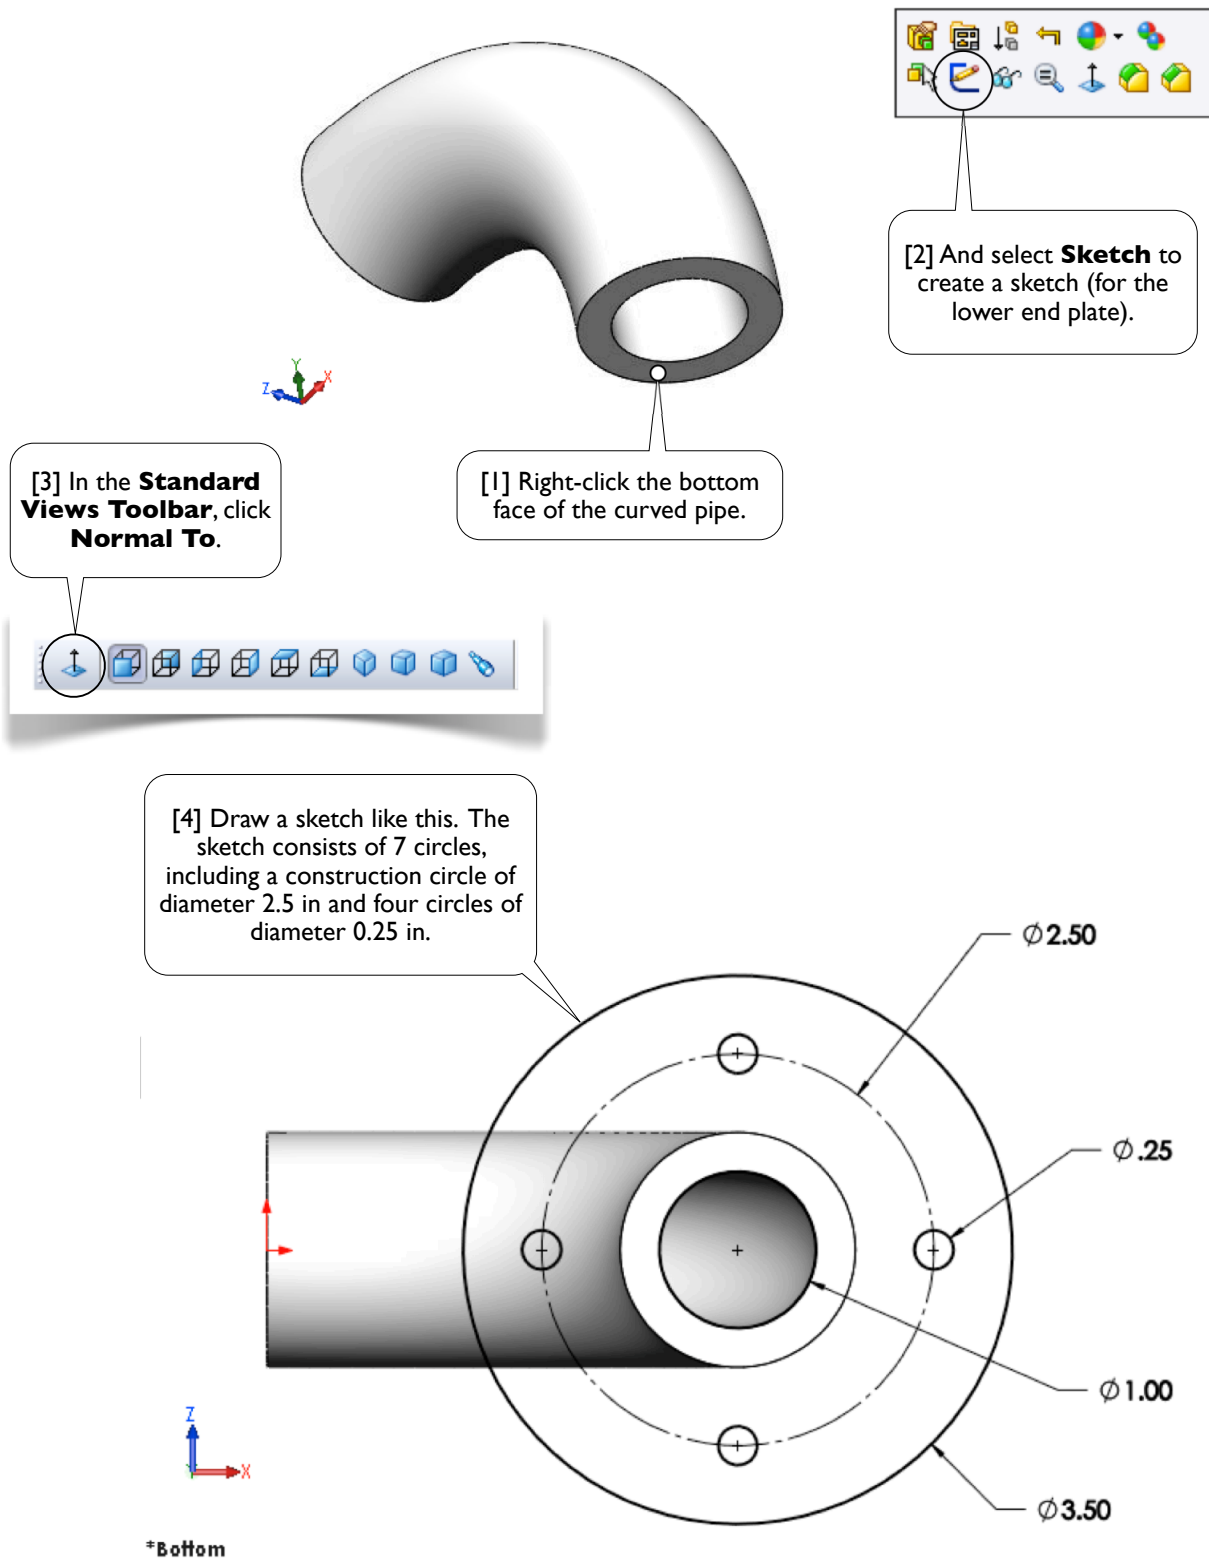 [2] And select Sketch to
create a sketch (for the
lower end plate).
Y
Z
X
[3] In the Standard
Views Toolbar, click
Normal To.
[1] Right-click the bottom
face of the curved pipe.
[4] Draw a sketch like this. The
sketch consists of 7 circles,
including a construction circle of
diameter 2.5 in and four circles of
diameter 0.25 in.
∅2.50
∅.25
∅1.00
∅3.50
Z
Y
X
*Bottom